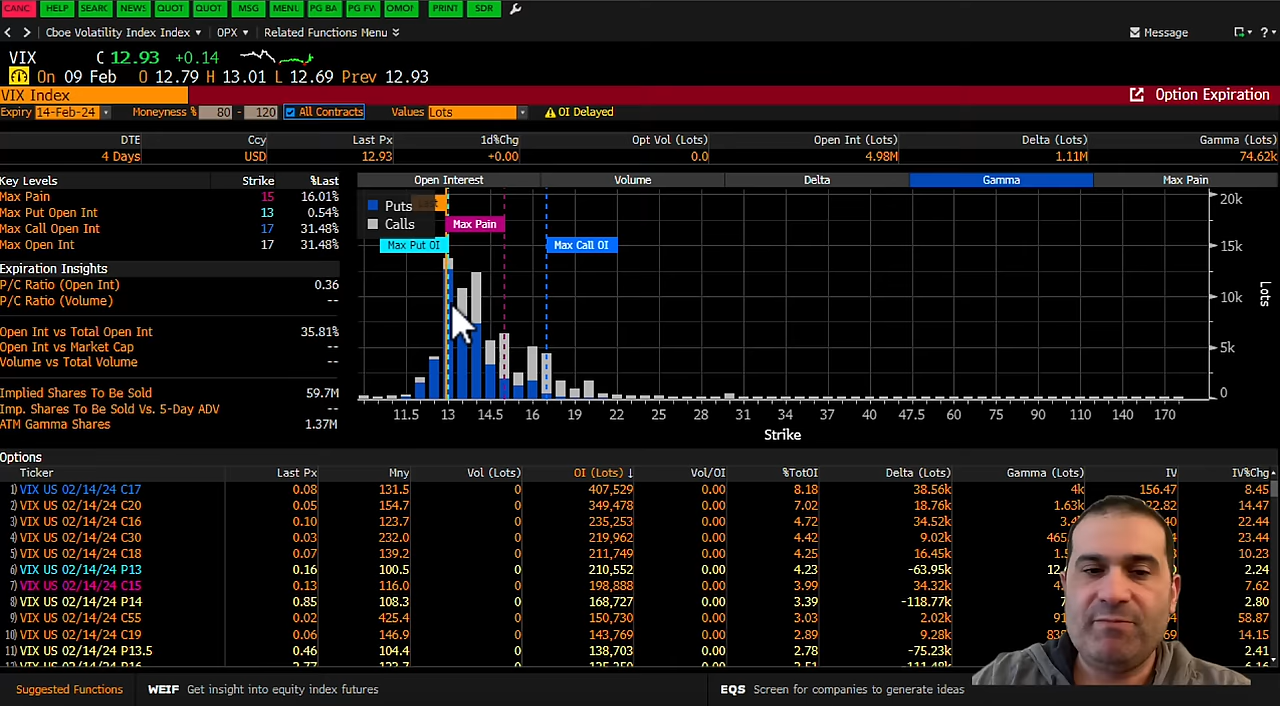 CANC HELP SEARC NEWS QUOT QUOT MSG MENU PG BA PG FW OMON PRINT SDR
Cboe Volatility Index Index OPX Related Functions Menu Message ?
VIX C 12.93 +0.14
On 09 Feb O 12.79 H 13.01 L 12.69 Prev 12.93
VIX Index Option Expiration
Expiry 14-Feb-24 Moneyness % 80 - 120 All Contracts Values Lots OI Delayed
DTE Ccy Last Px 1d%Chg Opt Vol (Lots) Open Int (Lots) Delta (Lots) Gamma (Lots)
4 Days USD 12.93 +0.00 0.0 4.98M 1.11M 74.62k
Key Levels Strike %Last
Max Pain 15 16.01%
Max Put Open Int 13 0.54%
Max Call Open Int 17 31.48%
Max Open Int 17 31.48%
Expiration Insights
P/C Ratio (Open Int) 0.36
P/C Ratio (Volume) --
Open Int vs Total Open Int 35.81%
Open Int vs Market Cap --
Volume vs Total Volume --
Implied Shares To Be Sold 59.7M
Imp. Shares To Be Sold Vs. 5-Day ADV --
ATM Gamma Shares 1.37M
Open Interest Volume Delta Gamma Max Pain
Puts
Calls
Max Pain
Max Put OI Max Call OI
20k
15k
10k
5k
0
Lots
11.5 13 14.5 16 19 22 25 28 31 34 37 40 47.5 60 75 90 110 140 170
Strike
Options
Ticker Last Px Mny Vol (Lots) OI (Lots) ↓ Vol/OI %TotOI Delta (Lots) Gamma (Lots) IV IV%Chg
1) VIX US 02/14/24 C17 0.08 131.5 0 407,529 0.00 8.18 38.56k 4k 156.47 8.45
2) VIX US 02/14/24 C20 0.05 154.7 0 349,478 0.00 7.02 18.76k 1.63k 14.47
3) VIX US 02/14/24 C16 0.10 123.7 0 235,253 0.00 4.72 34.52k 22.44
4) VIX US 02/14/24 C30 0.03 232.0 0 219,962 0.00 4.42 9.02k 23.44
5) VIX US 02/14/24 C18 0.07 139.2 0 211,749 0.00 4.25 16.45k 10.23
6) VIX US 02/14/24 P13 0.16 100.5 0 210,552 0.00 4.23 -63.95k 2.24
7) VIX US 02/14/24 C15 0.13 116.0 0 198,888 0.00 3.99 34.32k 7.62
8) VIX US 02/14/24 P14 0.85 108.3 0 168,727 0.00 3.39 -118.77k 2.80
9) VIX US 02/14/24 C55 0.02 425.4 0 150,730 0.00 3.03 2.02k 58.87
10) VIX US 02/14/24 C19 0.06 146.9 0 143,769 0.00 2.89 9.28k 14.15
11) VIX US 02/14/24 P13.5 0.46 104.4 0 138,703 0.00 2.78 -75.23k 2.41
Suggested Functions WEIF Get insight into equity index futures EQS Screen for companies to generate ideas